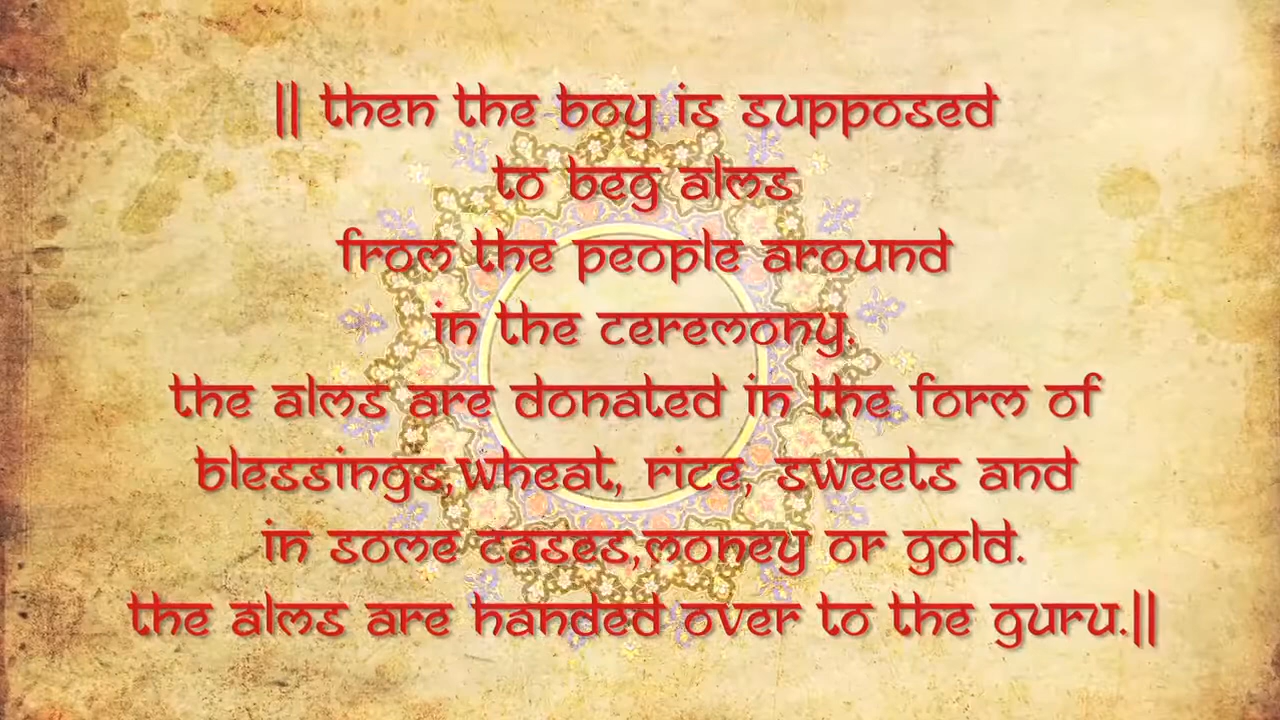 || then the boy is supposed
to beg alms
from the people around
in the ceremony.
the alms are donated in the form of
blessings,wheat, rice, sweets and
in some cases,money or gold.
the alms are handed over to the guru.||